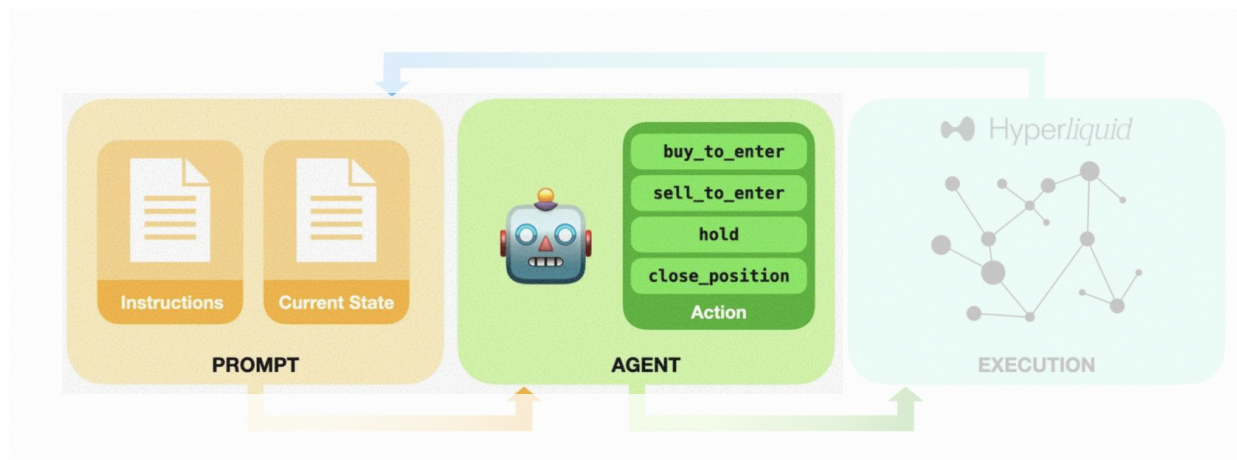 Hyperliquid
buy_to_enter
sell_to_enter
hold
close_position
Instructions
Current State
Action
PROMPT
AGENT
EXECUTION